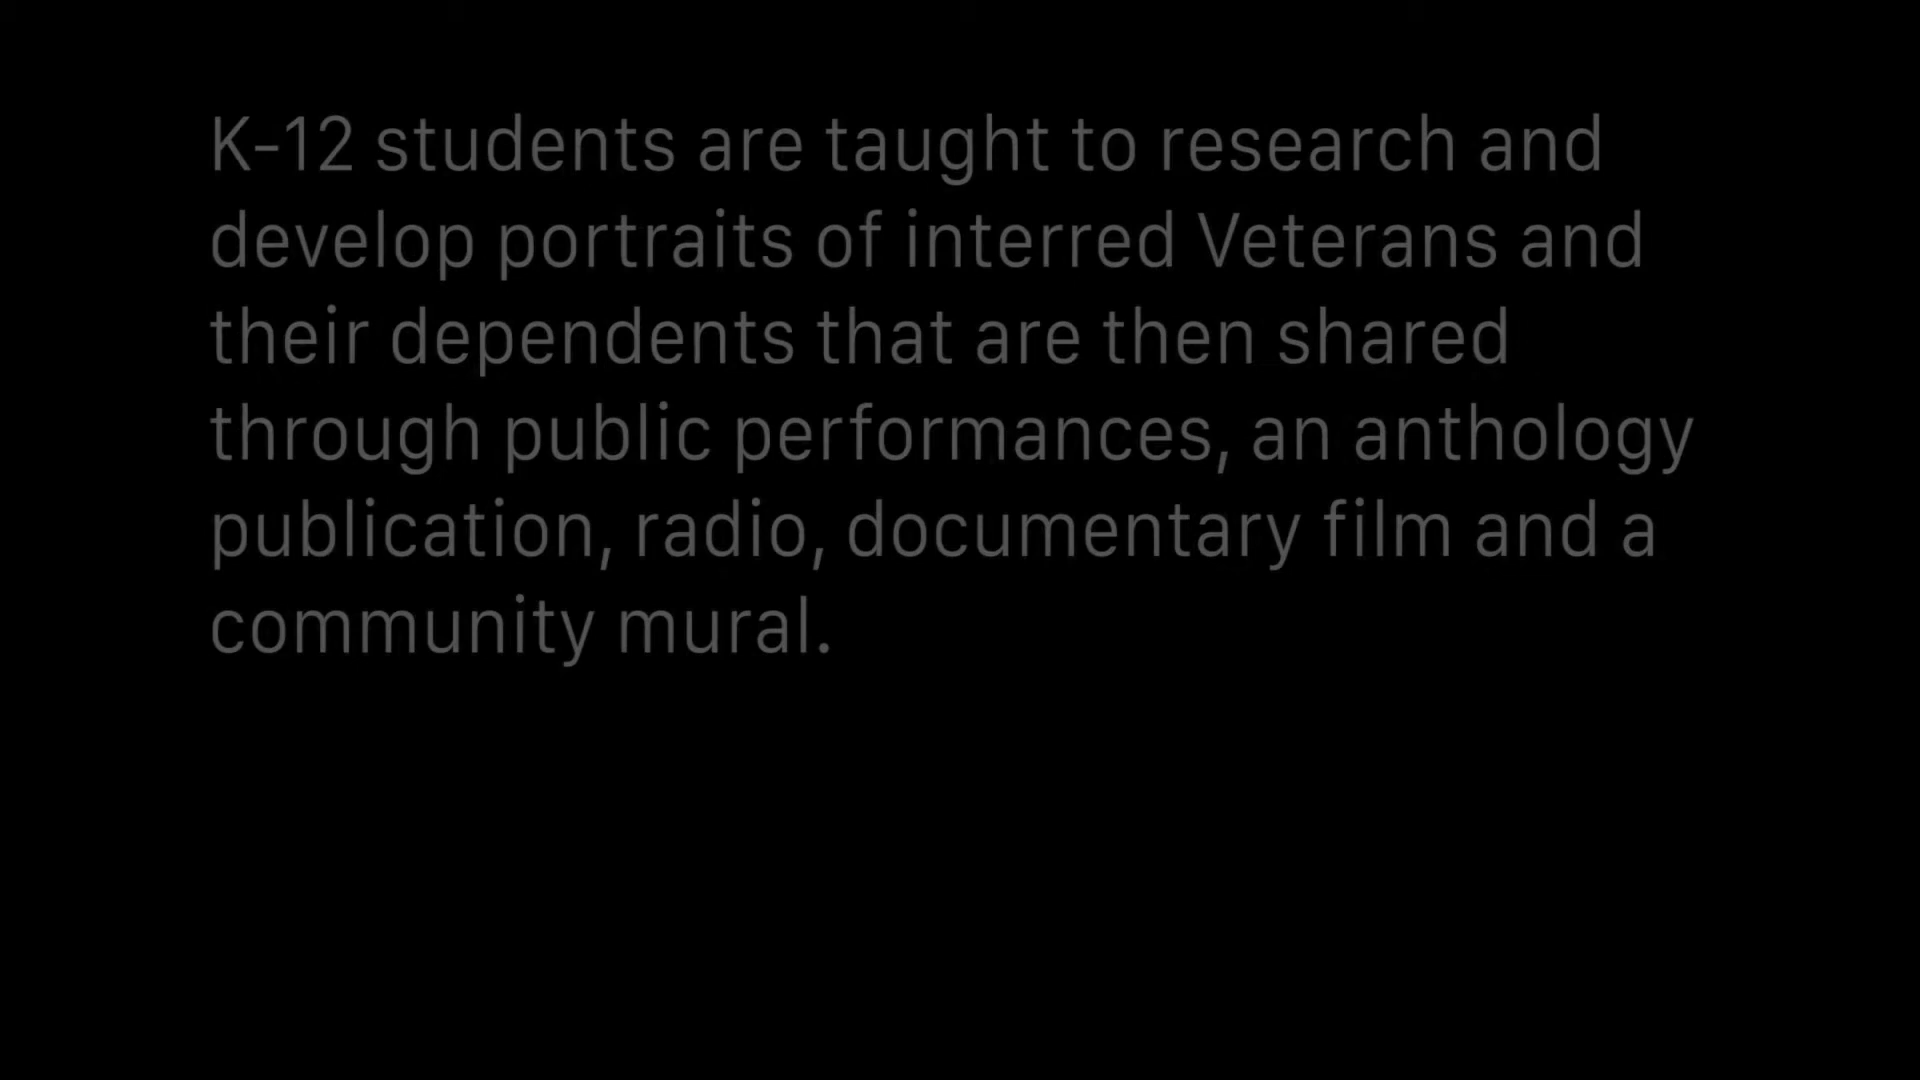 K-12 students are taught to research and
develop portraits of interred Veterans and
their dependents that are then shared
through public performances, an anthology
publication, radio, documentary film and a
community mural.